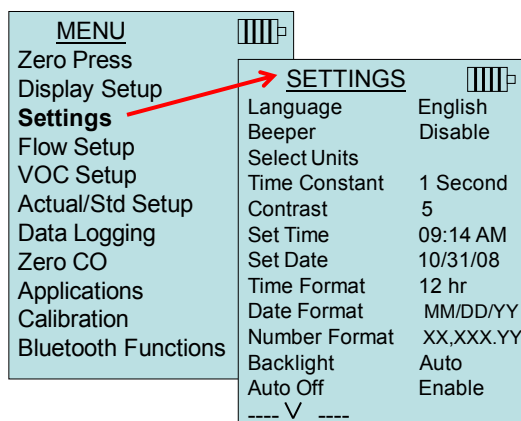 MENU
Zero Press
Display Setup
Settings
Flow Setup
VOC Setup
Actual/Std Setup
Data Logging
Zero CO
Applications
Calibration
Bluetooth Functions
SETTINGS
Language English
Beeper Disable
Select Units
Time Constant 1 Second
Contrast 5
Set Time 09:14 AM
Set Date 10/31/08
Time Format 12 hr
Date Format MM/DD/YY
Number Format XX,XXX.YY
Backlight Auto
Auto Off Enable
---- V ----